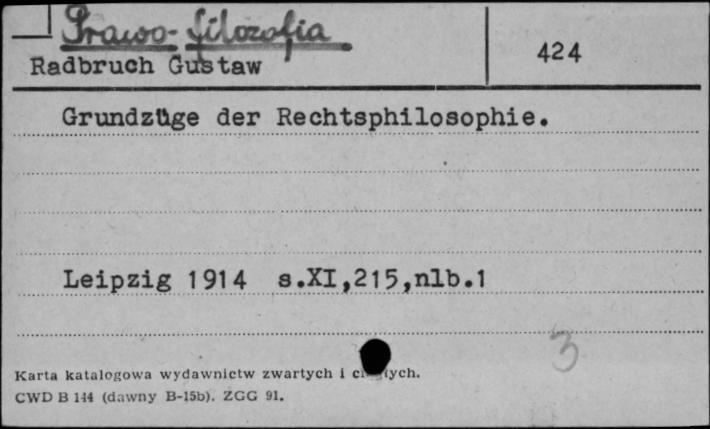 Prawo-filozofia
Radbruch Gustaw
424
Grundzüge der Rechtsphilosophie.
Leipzig 1914 s.XI,215,nlb.1
3
Karta katalogowa wydawnictw zwartych i
CWD B 144 (dawny B-15b). ZGG 91.